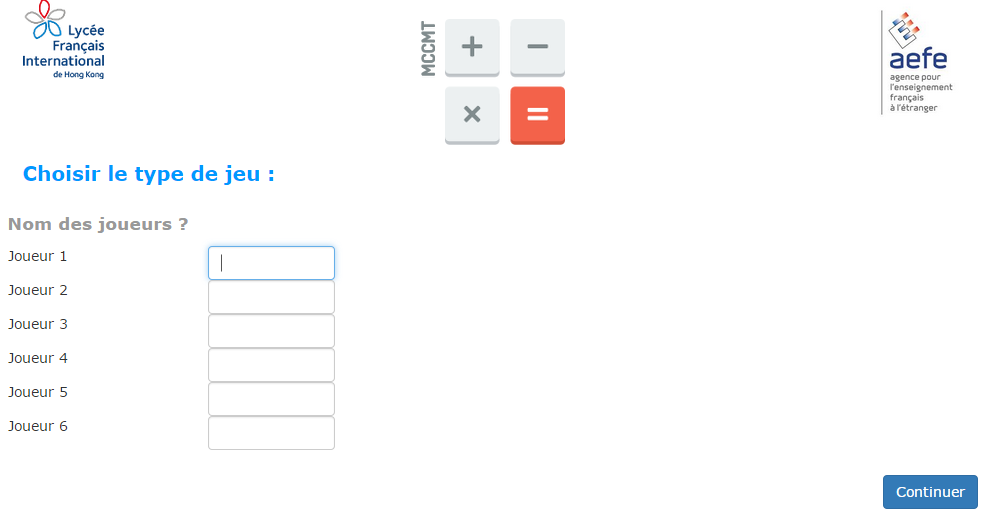 Lycée
Français
International
de Hong Kong
MCCMT
+ −
× =
aefe
agence pour
l'enseignement
français
à l'étranger
Choisir le type de jeu :
Nom des joueurs ?
Joueur 1
Joueur 2
Joueur 3
Joueur 4
Joueur 5
Joueur 6
Continuer